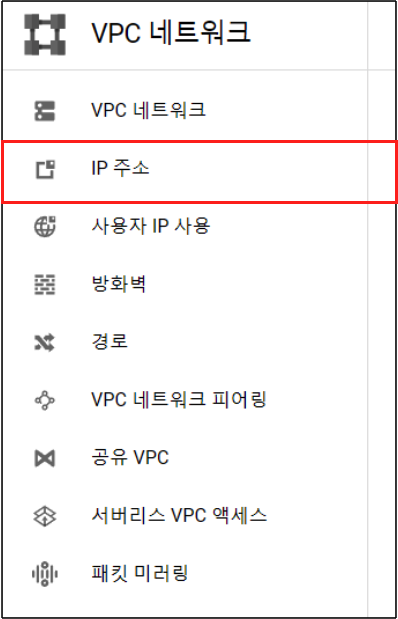 VPC 네트워크
VPC 네트워크
IP 주소
사용자 IP 사용
방화벽
경로
VPC 네트워크 피어링
공유 VPC
서버리스 VPC 액세스
패킷 미러링